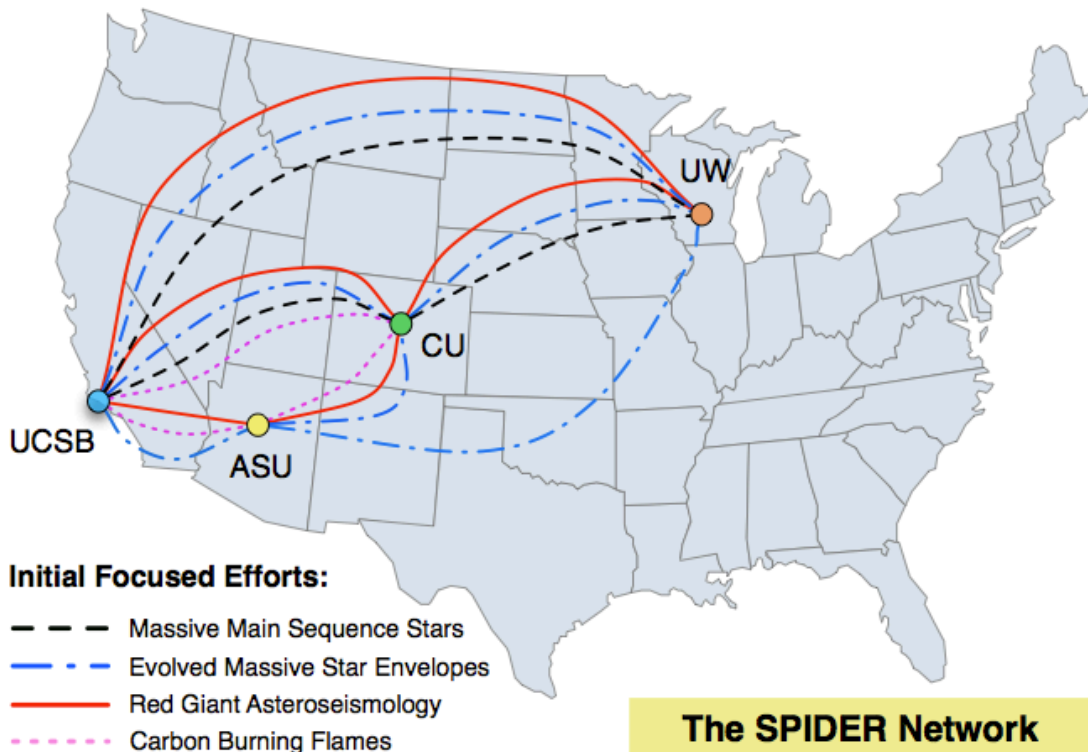 UW
CU
UCSB
ASU
Initial Focused Efforts:
Massive Main Sequence Stars
Evolved Massive Star Envelopes
Red Giant Asteroseismology
Carbon Burning Flames
The SPIDER Network